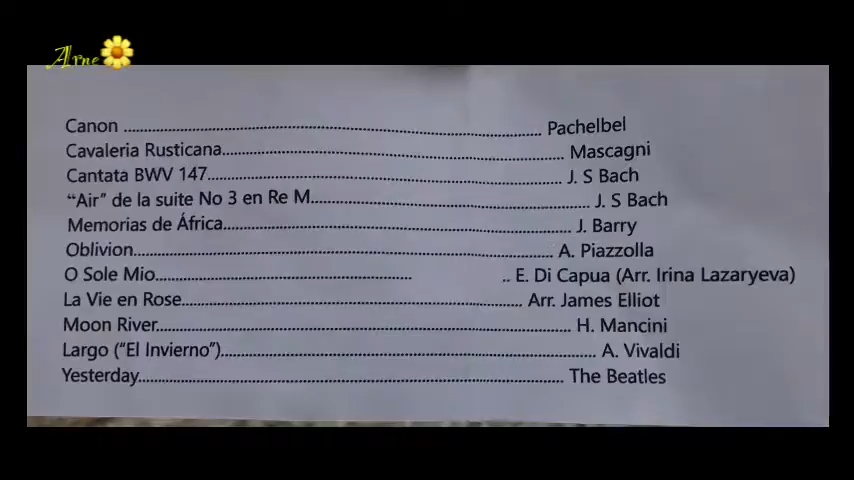 Arne
Canon ........................................ Pachelbel
Cavaleria Rusticana........................................ Mascagni
Cantata BWV 147........................................ J. S Bach
“Air” de la suite No 3 en Re M........................................ J. S Bach
Memorias de África........................................ J. Barry
Oblivion........................................ A. Piazzolla
O Sole Mio........................................ .. E. Di Capua (Arr. Irina Lazaryeva)
La Vie en Rose........................................ Arr. James Elliot
Moon River........................................ H. Mancini
Largo (“El Invierno”)........................................ A. Vivaldi
Yesterday........................................ The Beatles